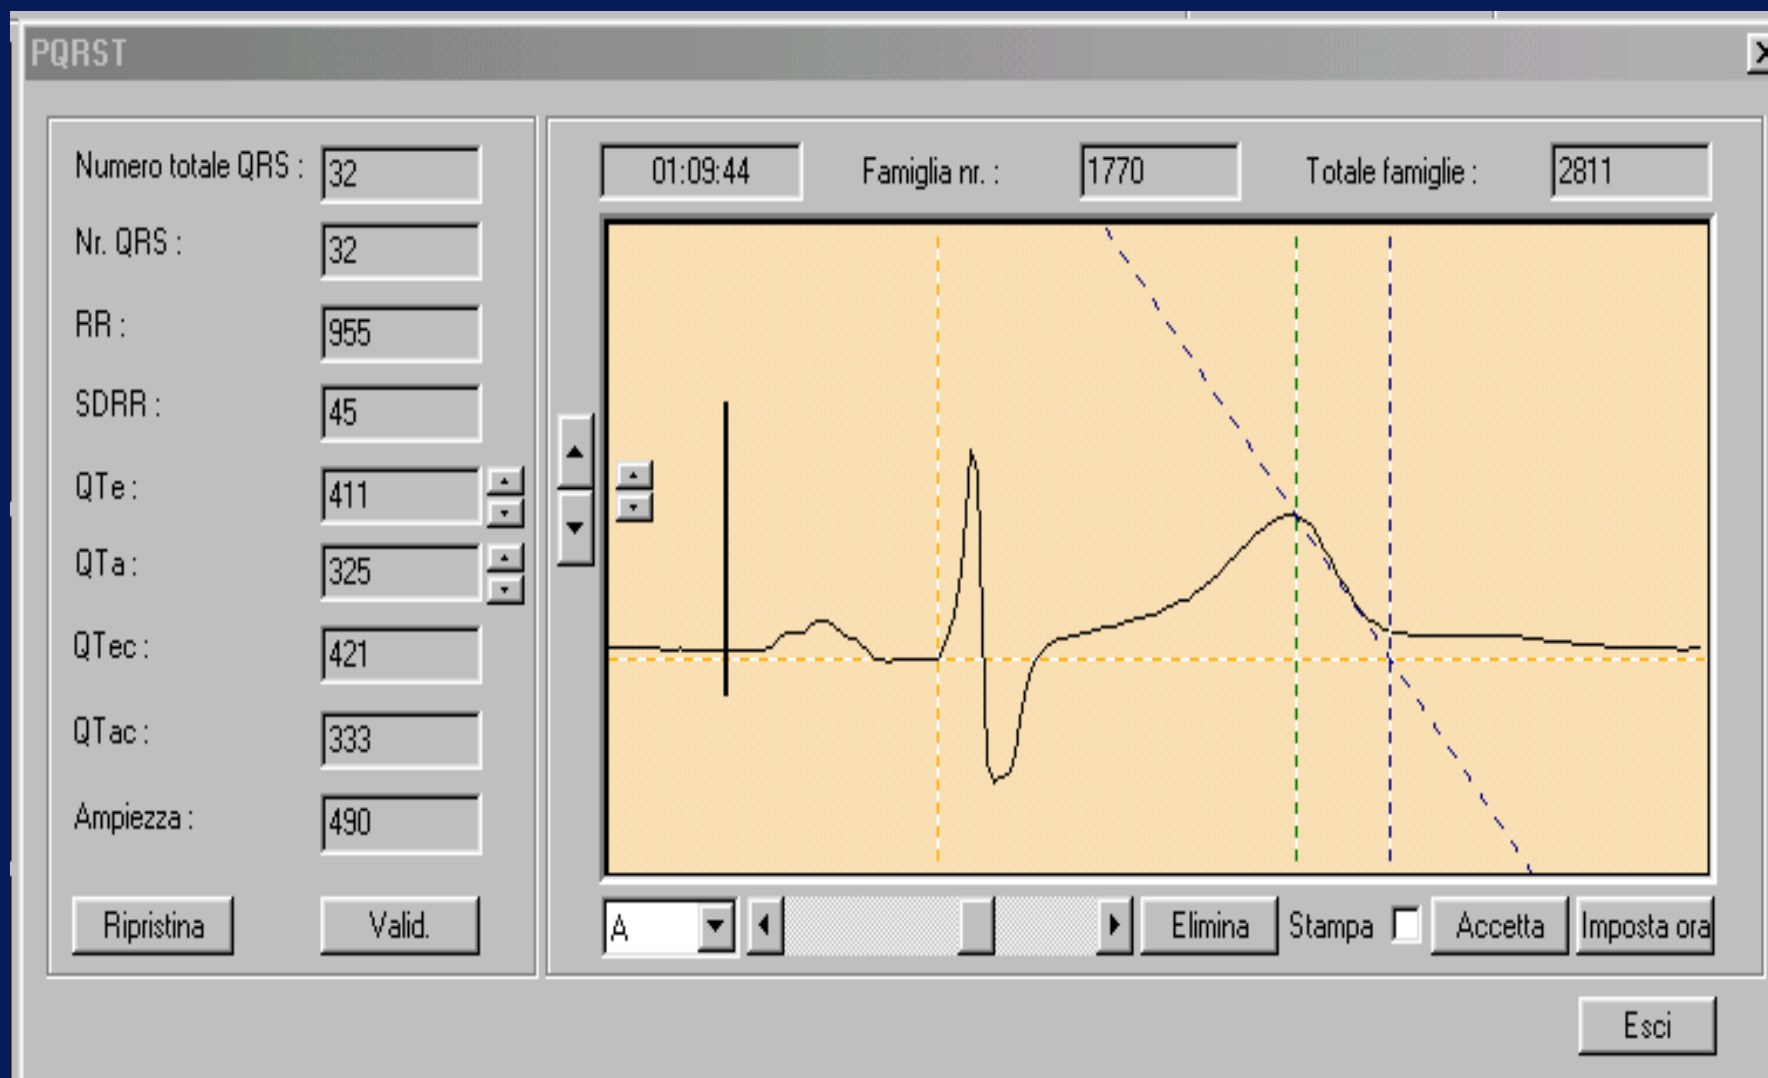 PQRST
Numero totale QRS : 32
Nr. QRS : 32
RR : 955
SDRR : 45
QTe : 411
QTa : 325
QTec : 421
QTac : 333
Ampiezza : 490
Ripristina Valid.
01:09:44 Famiglia nr. : 1770 Totale famiglie : 2811
A Elimina Stampa Accetta Imposta ora
Esci